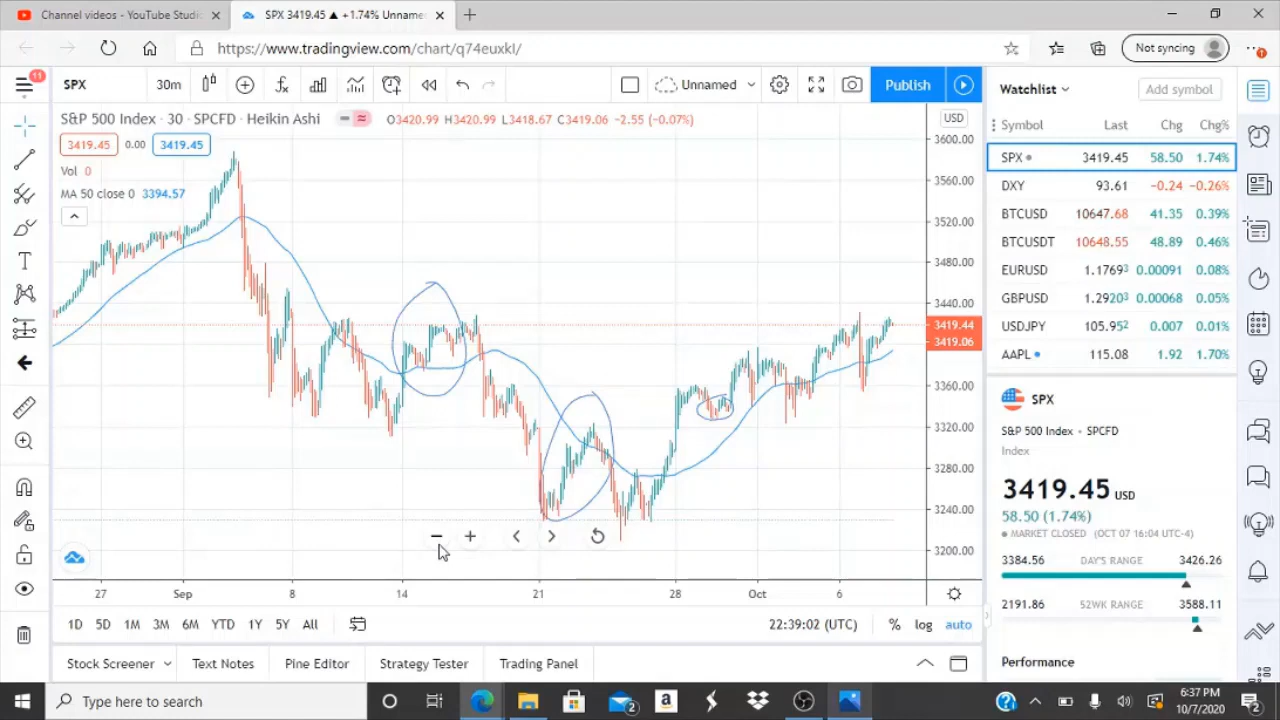 Channel videos - YouTube Studi
SPX 3419.45 ▲ +1.74% Unname
https://www.tradingview.com/chart/q74euxkl/
Not syncing
11
SPX
30m
Unnamed
Publish
Watchlist
Add symbol
S&P 500 Index · 30 · SPCFD · Heikin Ashi
O3420.99 H3420.99 L3418.67 C3419.06 −2.55 (−0.07%)
USD
3419.45 0.00 3419.45
Vol 0
MA 50 close 0 3394.57
3600.00
3560.00
3520.00
3480.00
3440.00
3419.44
3419.06
3360.00
3320.00
3280.00
3240.00
3200.00
27 Sep 8 14 21 28 Oct 6
1D 5D 1M 3M 6M YTD 1Y 5Y All
22:39:02 (UTC)
% log auto
Stock Screener
Text Notes
Pine Editor
Strategy Tester
Trading Panel
Symbol Last Chg Chg%
SPX 3419.45 58.50 1.74%
DXY 93.61 −0.24 −0.26%
BTCUSD 10647.68 41.35 0.39%
BTCUSDT 10648.55 48.89 0.46%
EURUSD 1.17693 0.00091 0.08%
GBPUSD 1.29203 0.00068 0.05%
USDJPY 105.952 0.007 0.01%
AAPL 115.08 1.92 1.70%
SPX
S&P 500 Index • SPCFD
Index
3419.45 USD
58.50 (1.74%)
MARKET CLOSED (OCT 07 16:04 UTC-4)
3384.56 DAY'S RANGE 3426.26
2191.86 52WK RANGE 3588.11
Performance
Type here to search
2
a
6:37 PM
10/7/2020
2